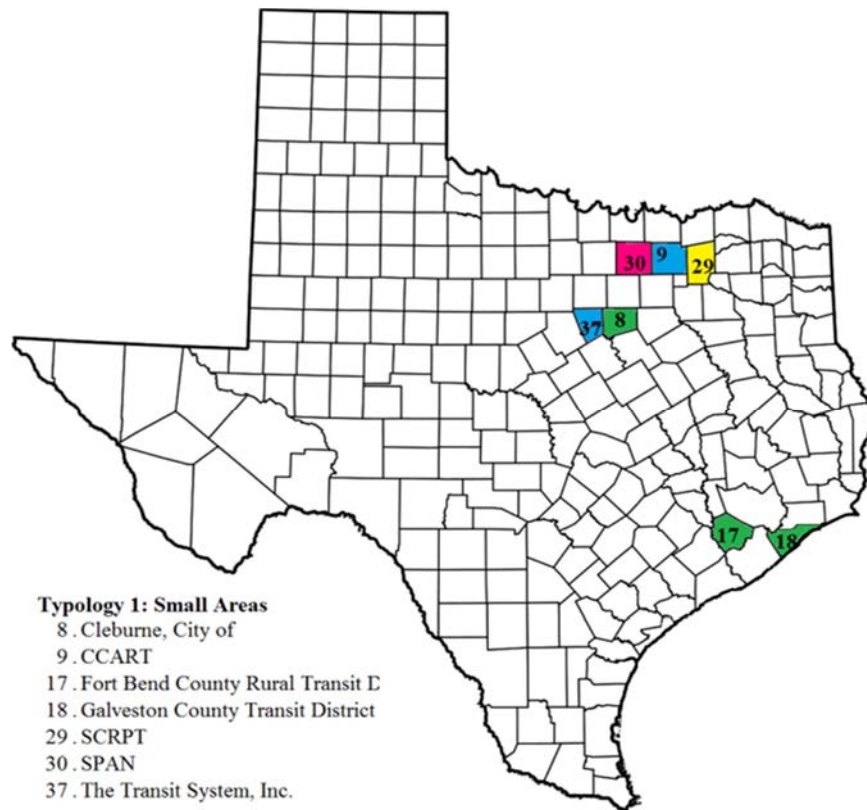 30
9
29
37
8
17
18
Typology 1: Small Areas
8 . Cleburne, City of
9 . CCART
17 . Fort Bend County Rural Transit D
18 . Galveston County Transit District
29 . SCRPT
30 . SPAN
37 . The Transit System, Inc.